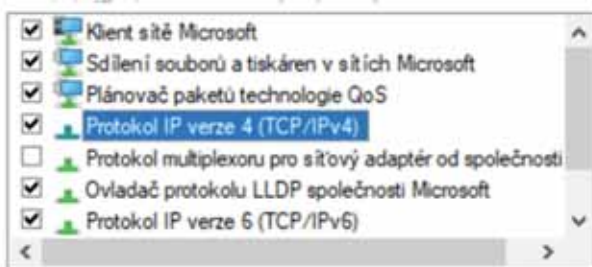 Klient sítě Microsoft
Sdílení souborů a tiskáren v sítích Microsoft
Plánovač paketů technologie QoS
Protokol IP verze 4 (TCP/IPv4)
Protokol multiplexoru pro síťový adaptér od společnosti
Ovladač protokolu LLDP společnosti Microsoft
Protokol IP verze 6 (TCP/IPv6)